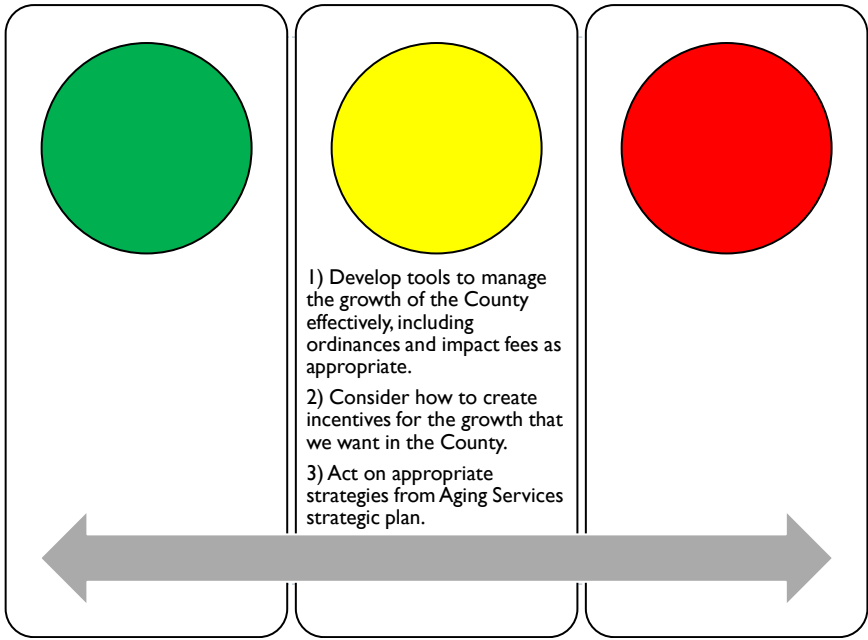 1) Develop tools to manage
the growth of the County
effectively, including
ordinances and impact fees as
appropriate.
2) Consider how to create
incentives for the growth that
we want in the County.
3) Act on appropriate
strategies from Aging Services
strategic plan.